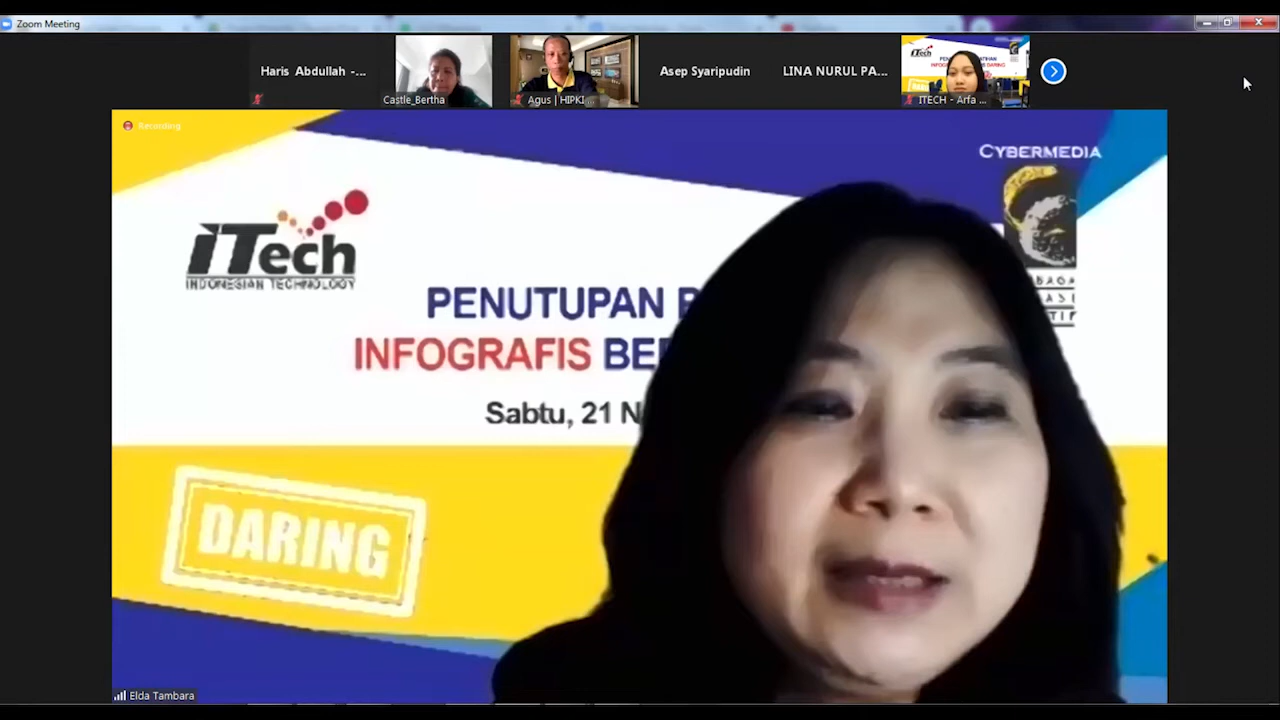 Zoom Meeting
Haris Abdullah -...
Castle_Bertha
Agus | HIPKI ...
Asep Syaripudin
LINA NURUL PA...
ITECH - Arfa ...
Recording
CYBERMEDIA
iTech
INDONESIAN TECHNOLOGY
PENUTUPAN
INFOGRAFIS
Sabtu, 21
DARING
Elda Tambara